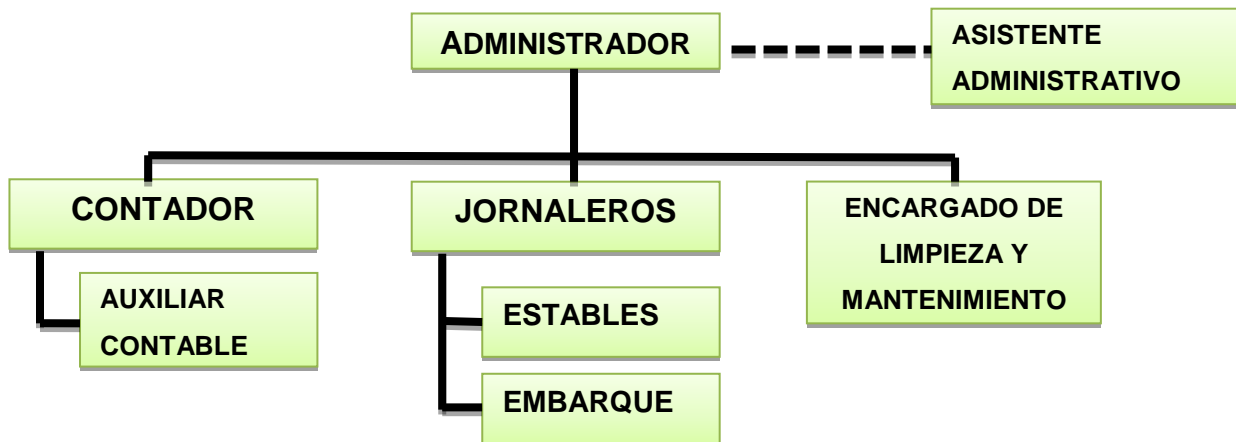 ADMINISTRADOR
ASISTENTE
ADMINISTRATIVO
CONTADOR
AUXILIAR
CONTABLE
JORNALEROS
ESTABLES
EMBARQUE
ENCARGADO DE
LIMPIEZA Y
MANTENIMIENTO